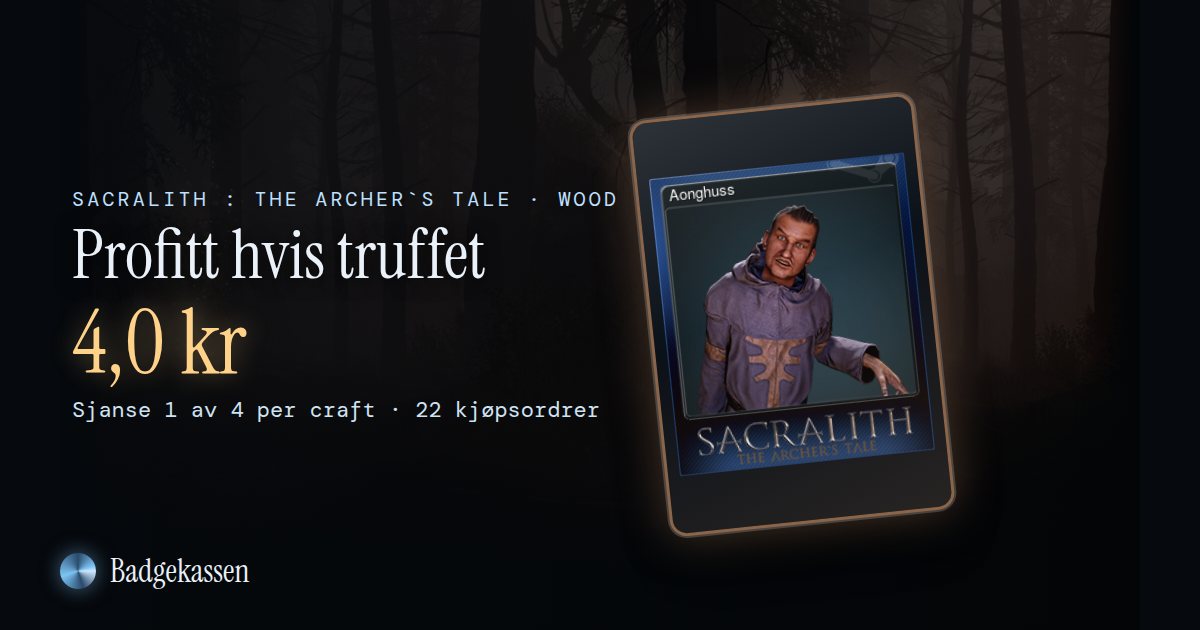 SACRALITH : THE ARCHER`S TALE · WOOD
Profitt hvis truffet
4,0 kr
Sjanse 1 av 4 per craft · 22 kjøpsordrer
Aonghuss
SACRALITH
THE ARCHER'S TALE
Badgekassen